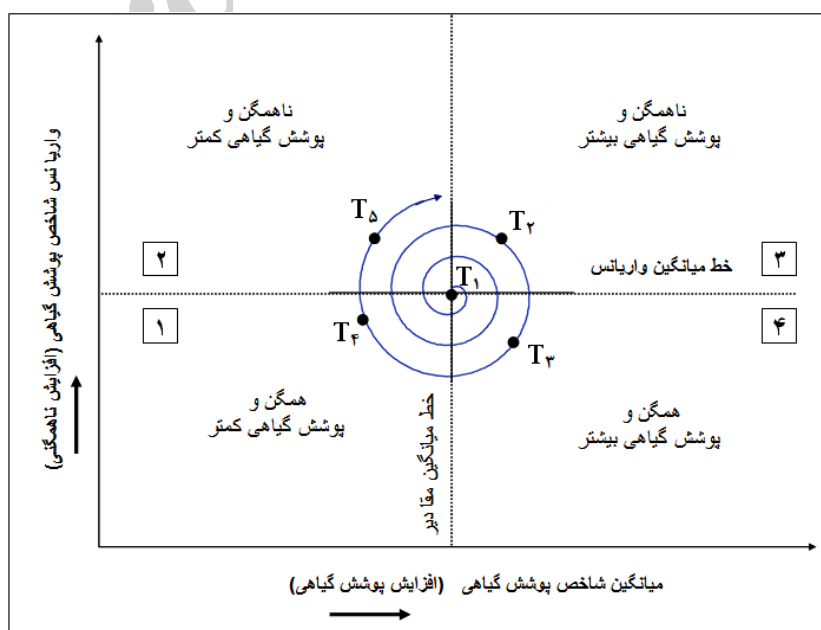 ناهمگن و
پوشش گیاهی کمتر
ناهمگن و
پوشش گیاهی بیشتر
T۵
T۲
T۱
خط میانگین واریانس
۲
۳
۱
۴
T۴
T۳
همگن و
پوشش گیاهی کمتر
همگن و
پوشش گیاهی بیشتر
خط میانگین مقادیر
واریانس شاخص پوشش گیاهی (افزایش ناهمگنی)
میانگین شاخص پوشش گیاهی (افزایش پوشش گیاهی)